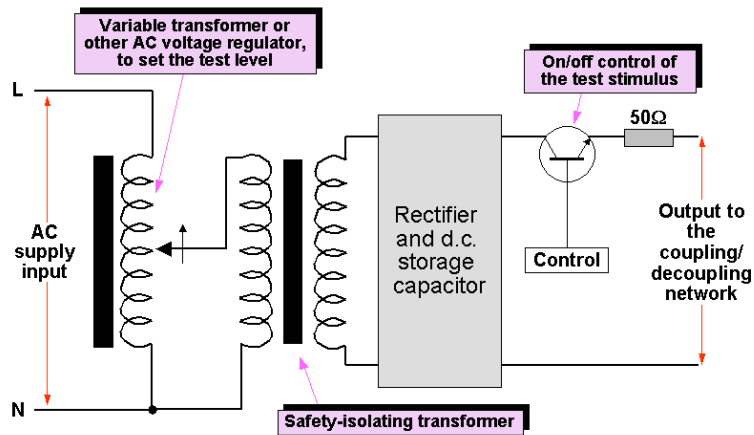 Variable transformer or
other AC voltage regulator,
to set the test level
On/off control of
the test stimulus
L
50Ω
AC
supply
input
Rectifier
and d.c.
storage
capacitor
Control
Output to
the
coupling/
decoupling
network
N
Safety-isolating transformer